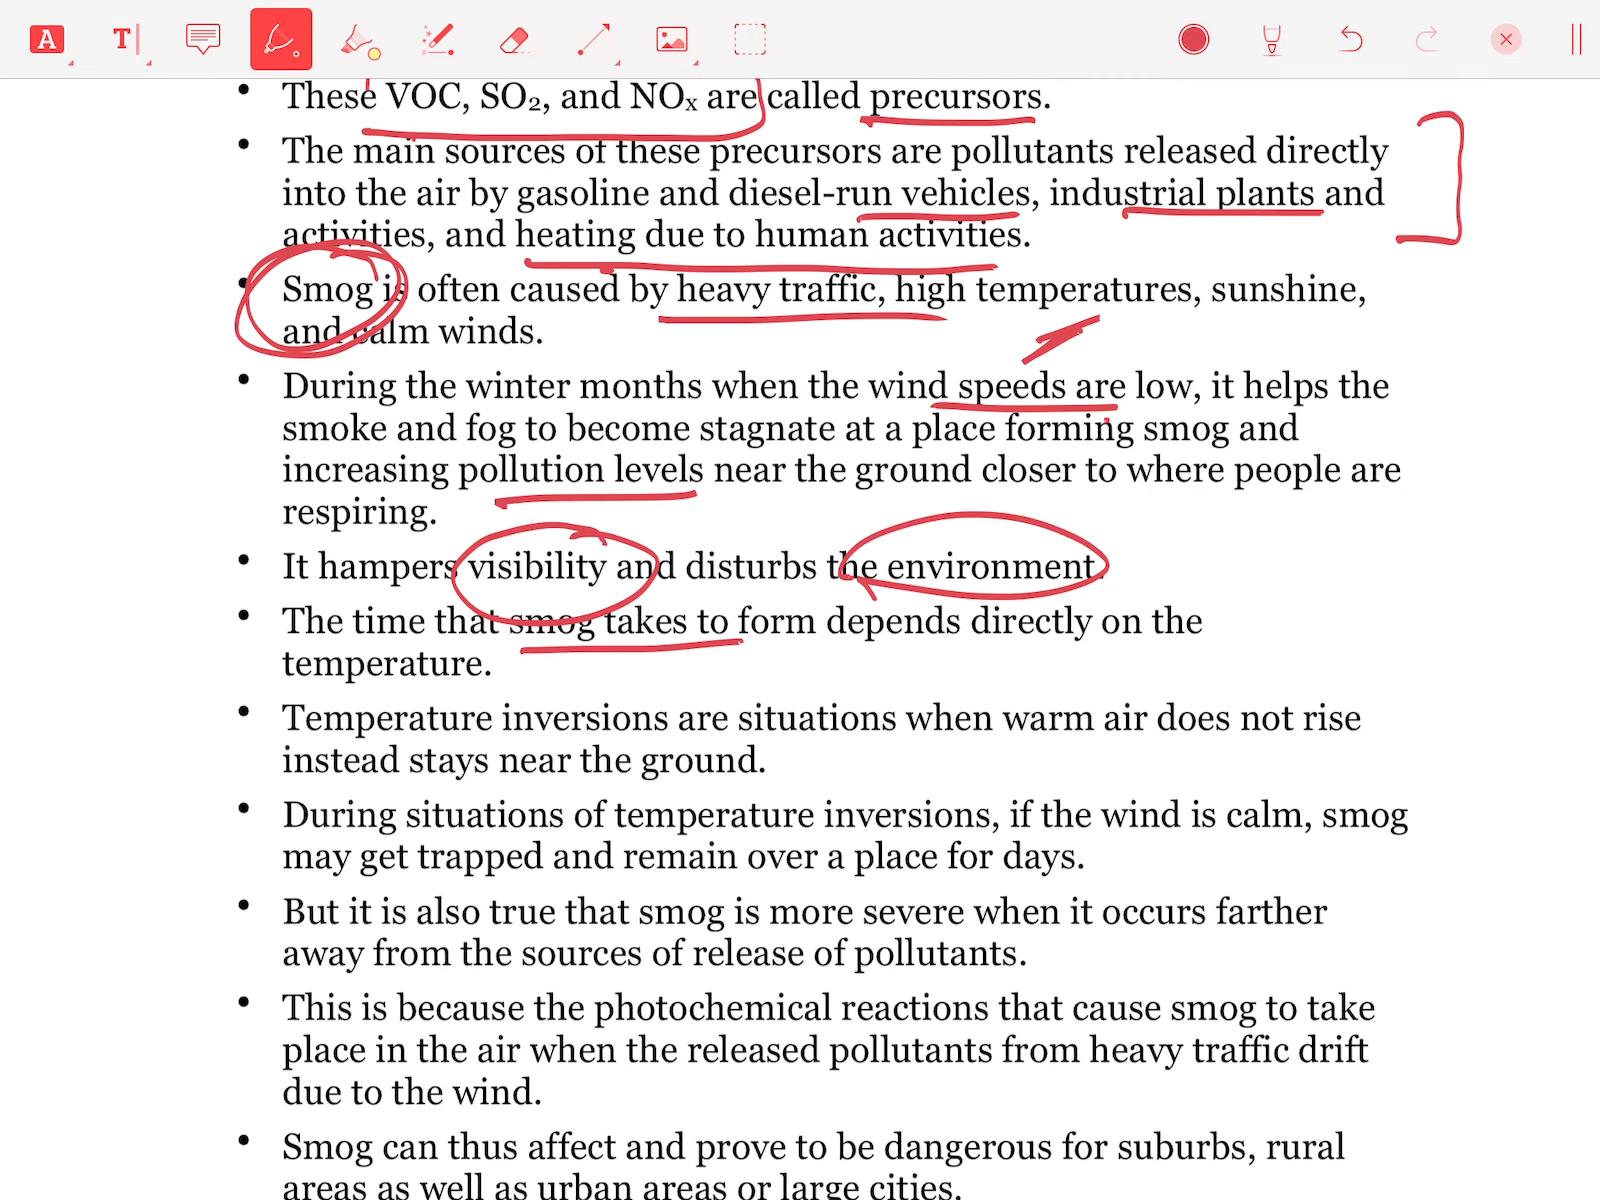 A T
These VOC, SO₂, and NOₓ are called precursors.
The main sources of these precursors are pollutants released directly
into the air by gasoline and diesel-run vehicles, industrial plants and
activities, and heating due to human activities.
Smog is often caused by heavy traffic, high temperatures, sunshine,
and calm winds.
During the winter months when the wind speeds are low, it helps the
smoke and fog to become stagnate at a place forming smog and
increasing pollution levels near the ground closer to where people are
respiring.
It hampers visibility and disturbs the environment.
The time that smog takes to form depends directly on the
temperature.
Temperature inversions are situations when warm air does not rise
instead stays near the ground.
During situations of temperature inversions, if the wind is calm, smog
may get trapped and remain over a place for days.
But it is also true that smog is more severe when it occurs farther
away from the sources of release of pollutants.
This is because the photochemical reactions that cause smog to take
place in the air when the released pollutants from heavy traffic drift
due to the wind.
Smog can thus affect and prove to be dangerous for suburbs, rural
areas as well as urban areas or large cities.